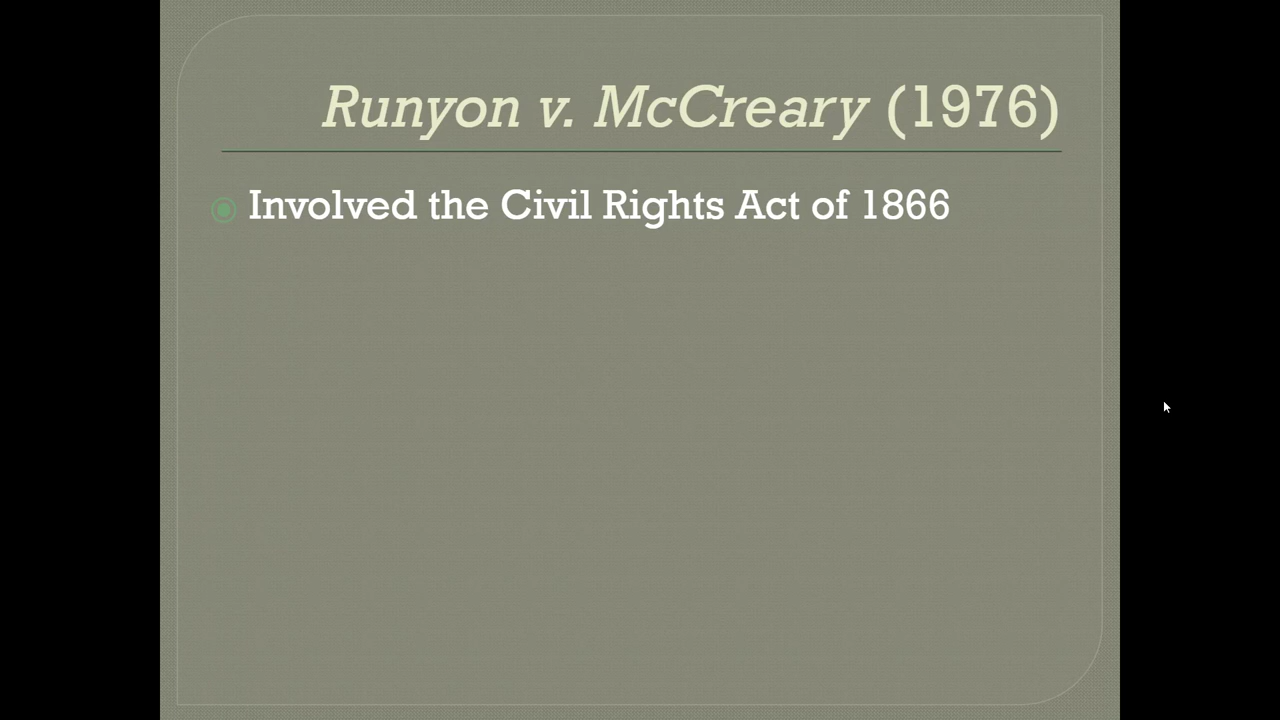 Runyon v. McCreary (1976)
Involved the Civil Rights Act of 1866